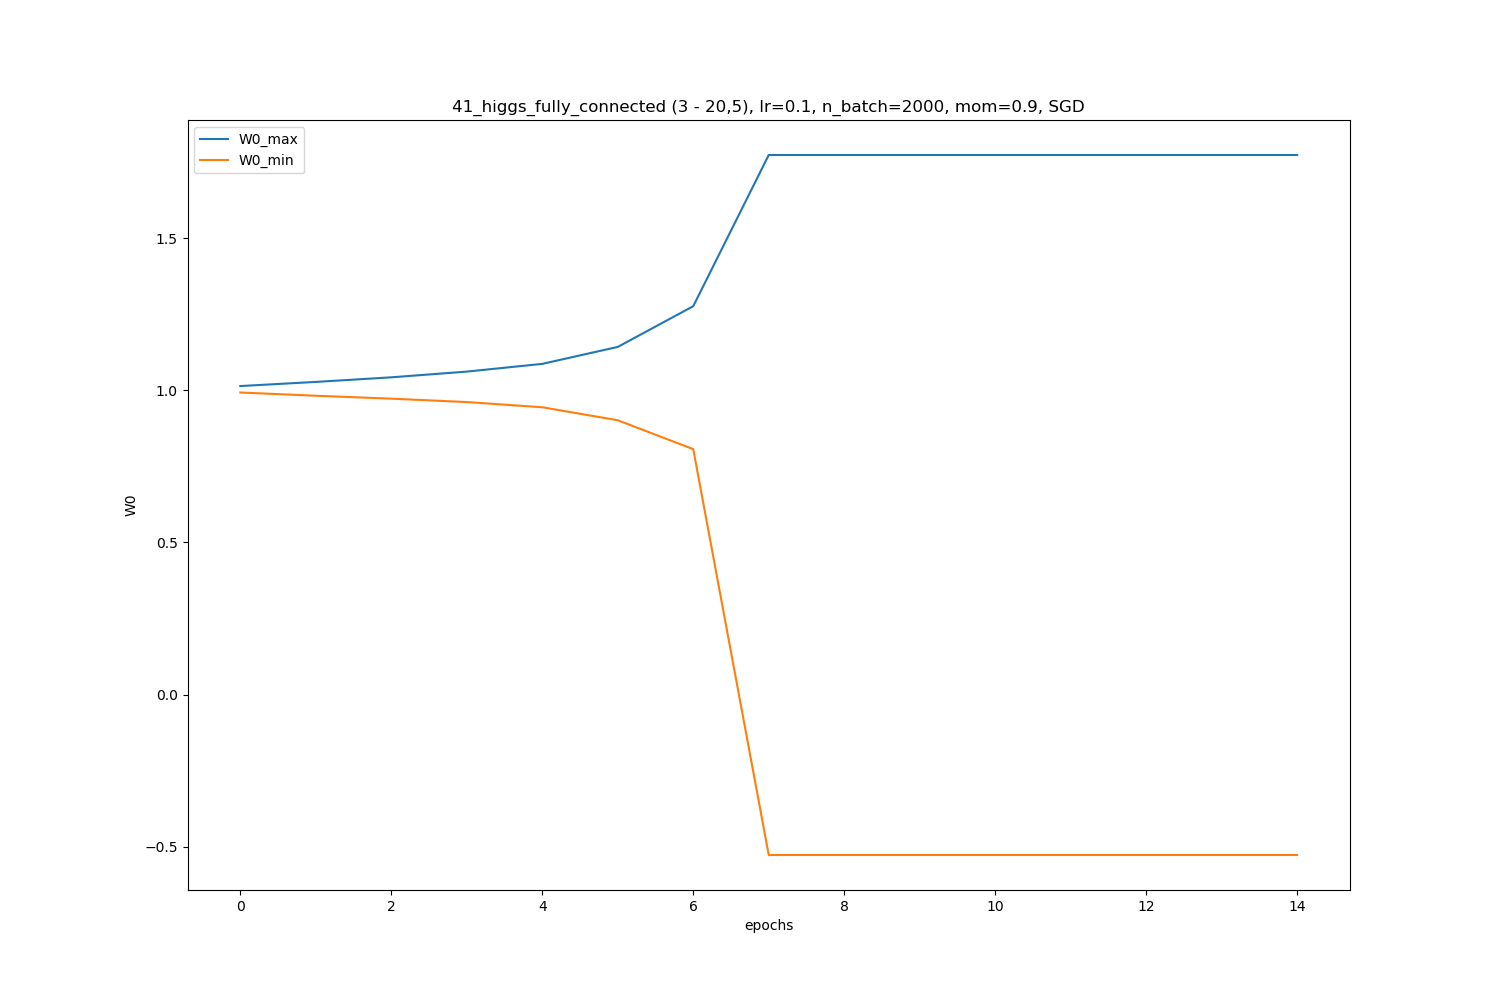 41_higgs_fully_connected (3 - 20,5), lr=0.1, n_batch=2000, mom=0.9, SGD
W0_max
W0_min
1.5
1.0
0.5
0.0
−0.5
W0
0 2 4 6 8 10 12 14
epochs